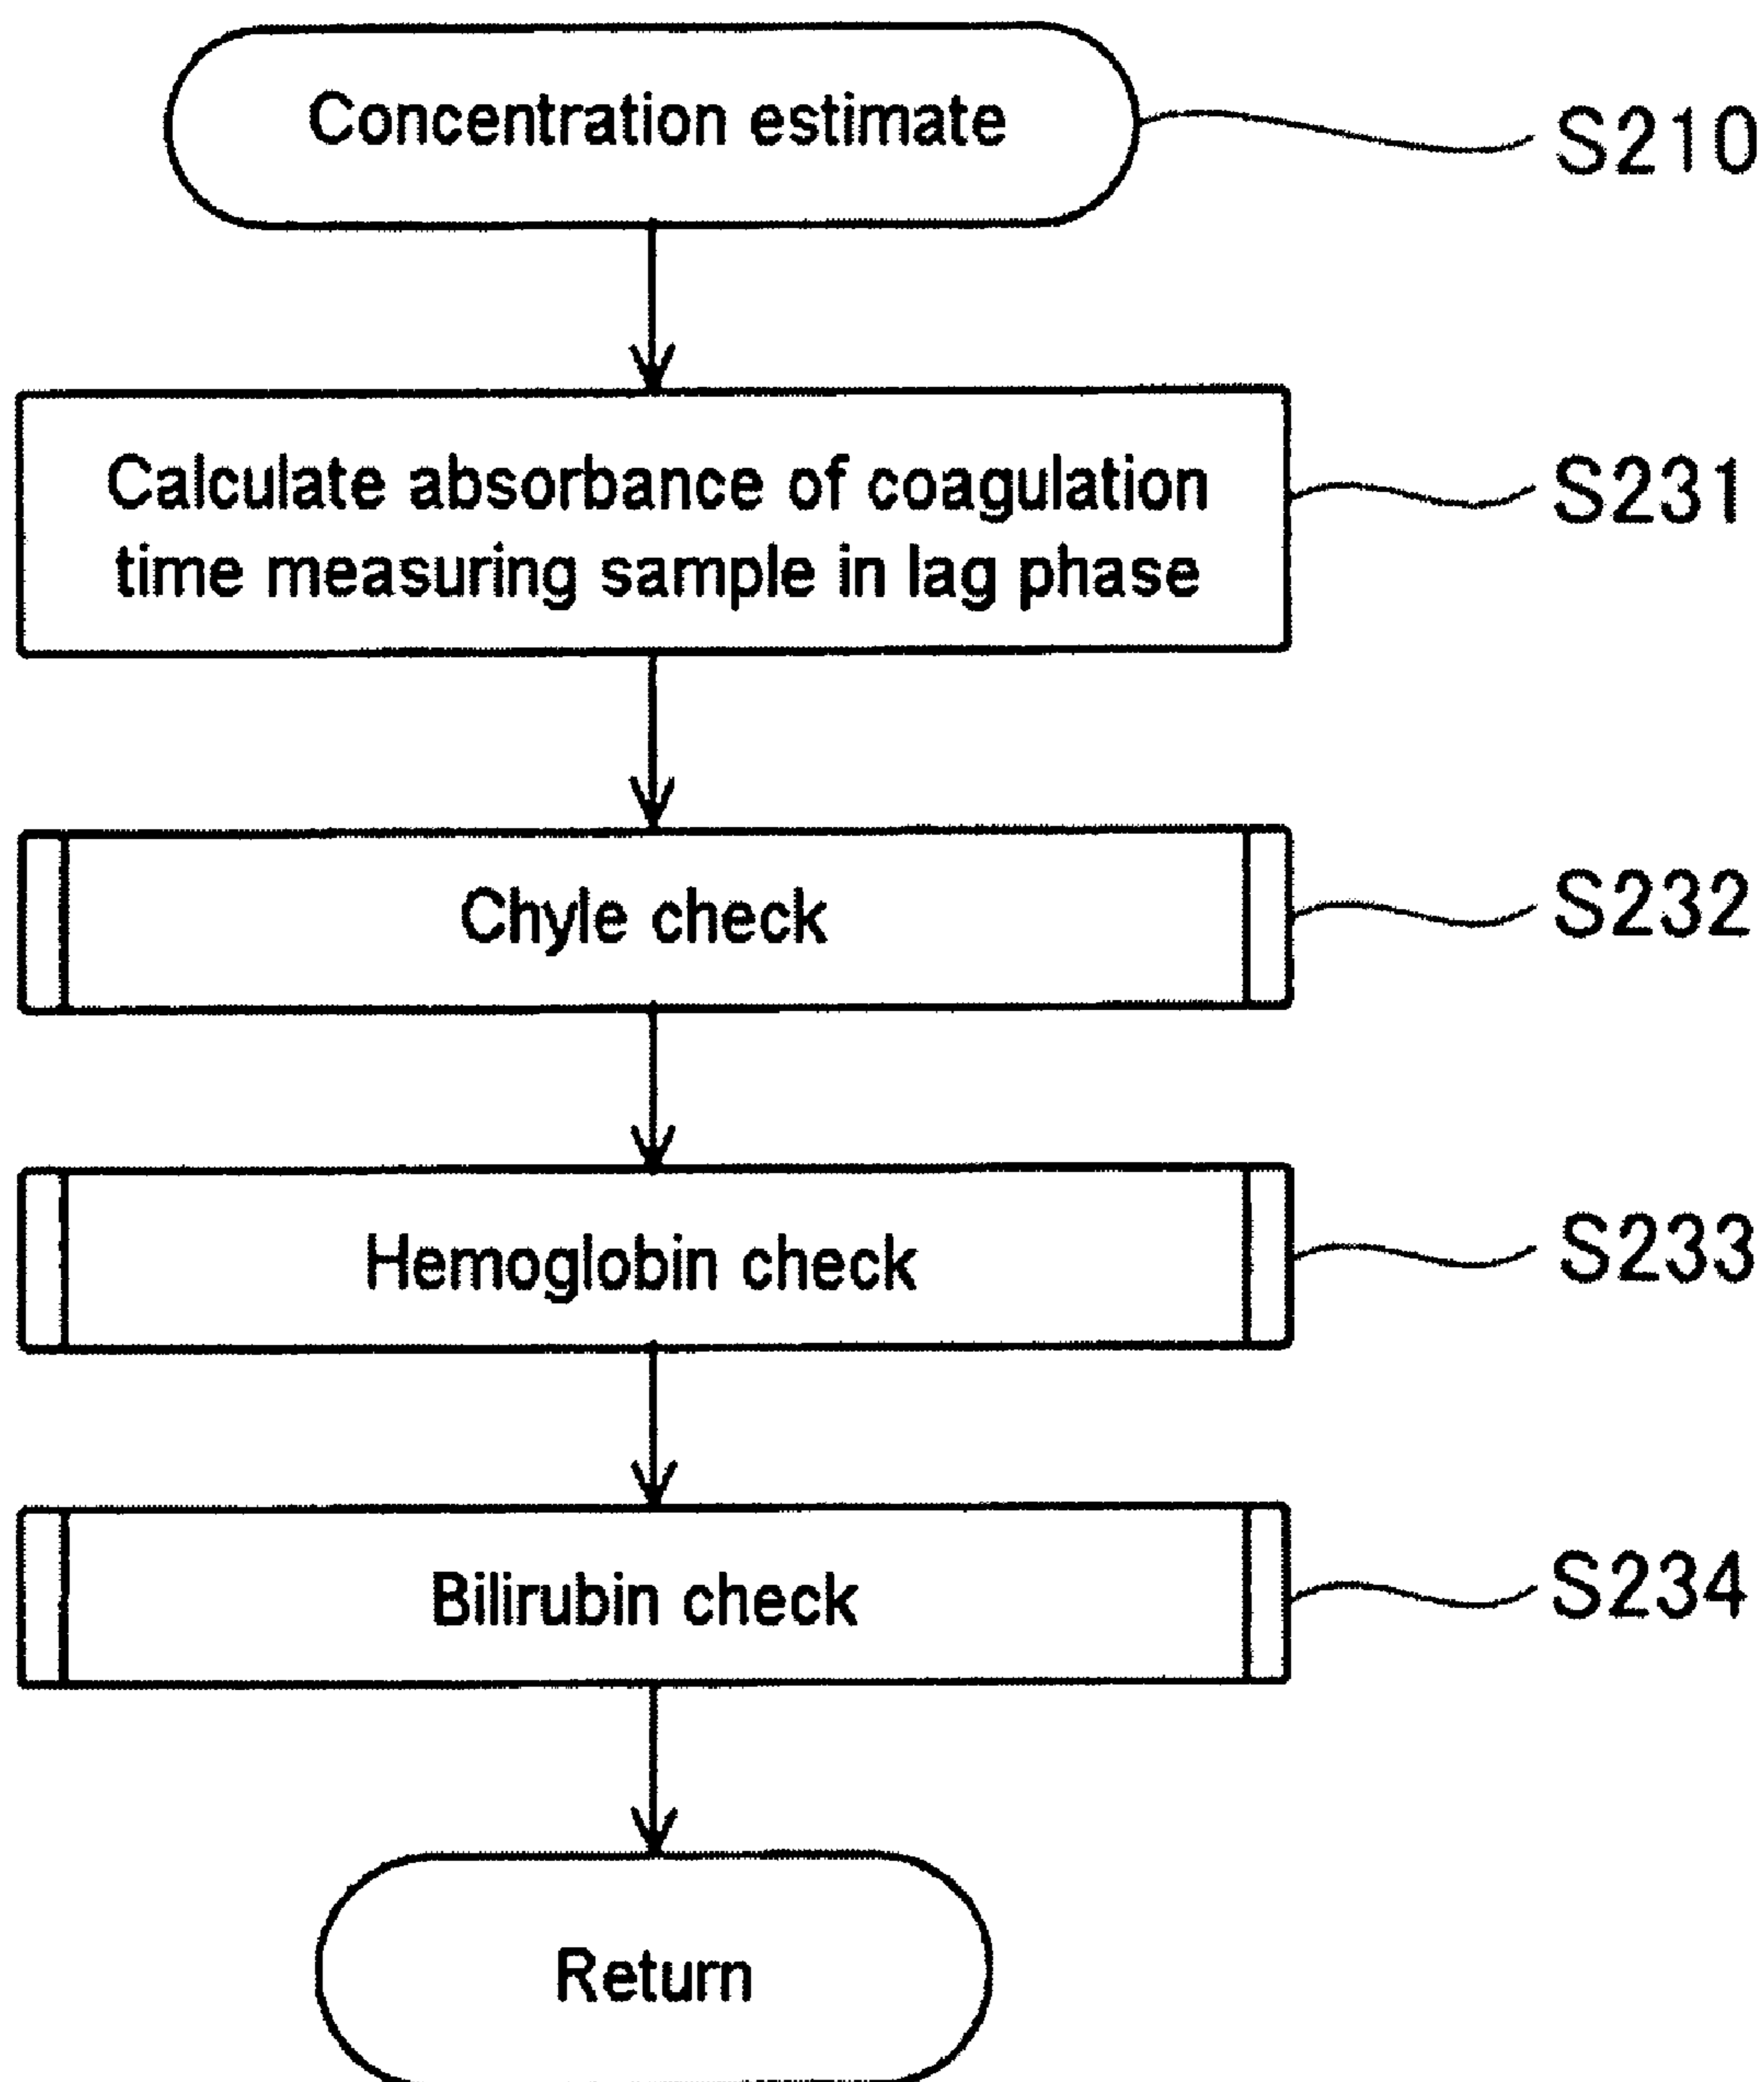 Concentration estimate
S210
Calculate absorbance of coagulation
time measuring sample in lag phase
S231
Chyle check
S232
Hemoglobin check
S233
Bilirubin check
S234
Return